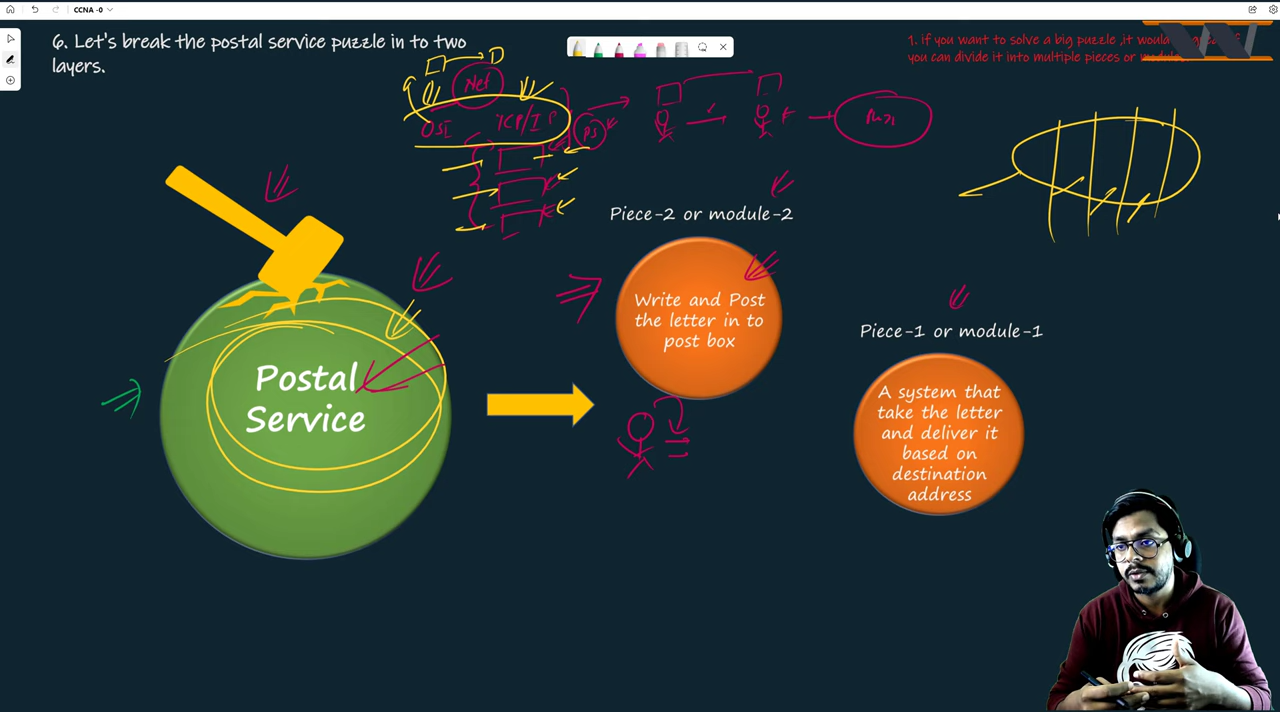 CCNA -0
6. Let's break the postal service puzzle in to two
layers.
1. if you want to solve a big puzzle ,it would
you can divide it into multiple pieces or
D
Net
OSI TCP/IP
PS
Piece-2 or module-2
Write and Post
the letter in to
post box
Piece-1 or module-1
A system that
take the letter
and deliver it
based on
destination
address
Postal
Service